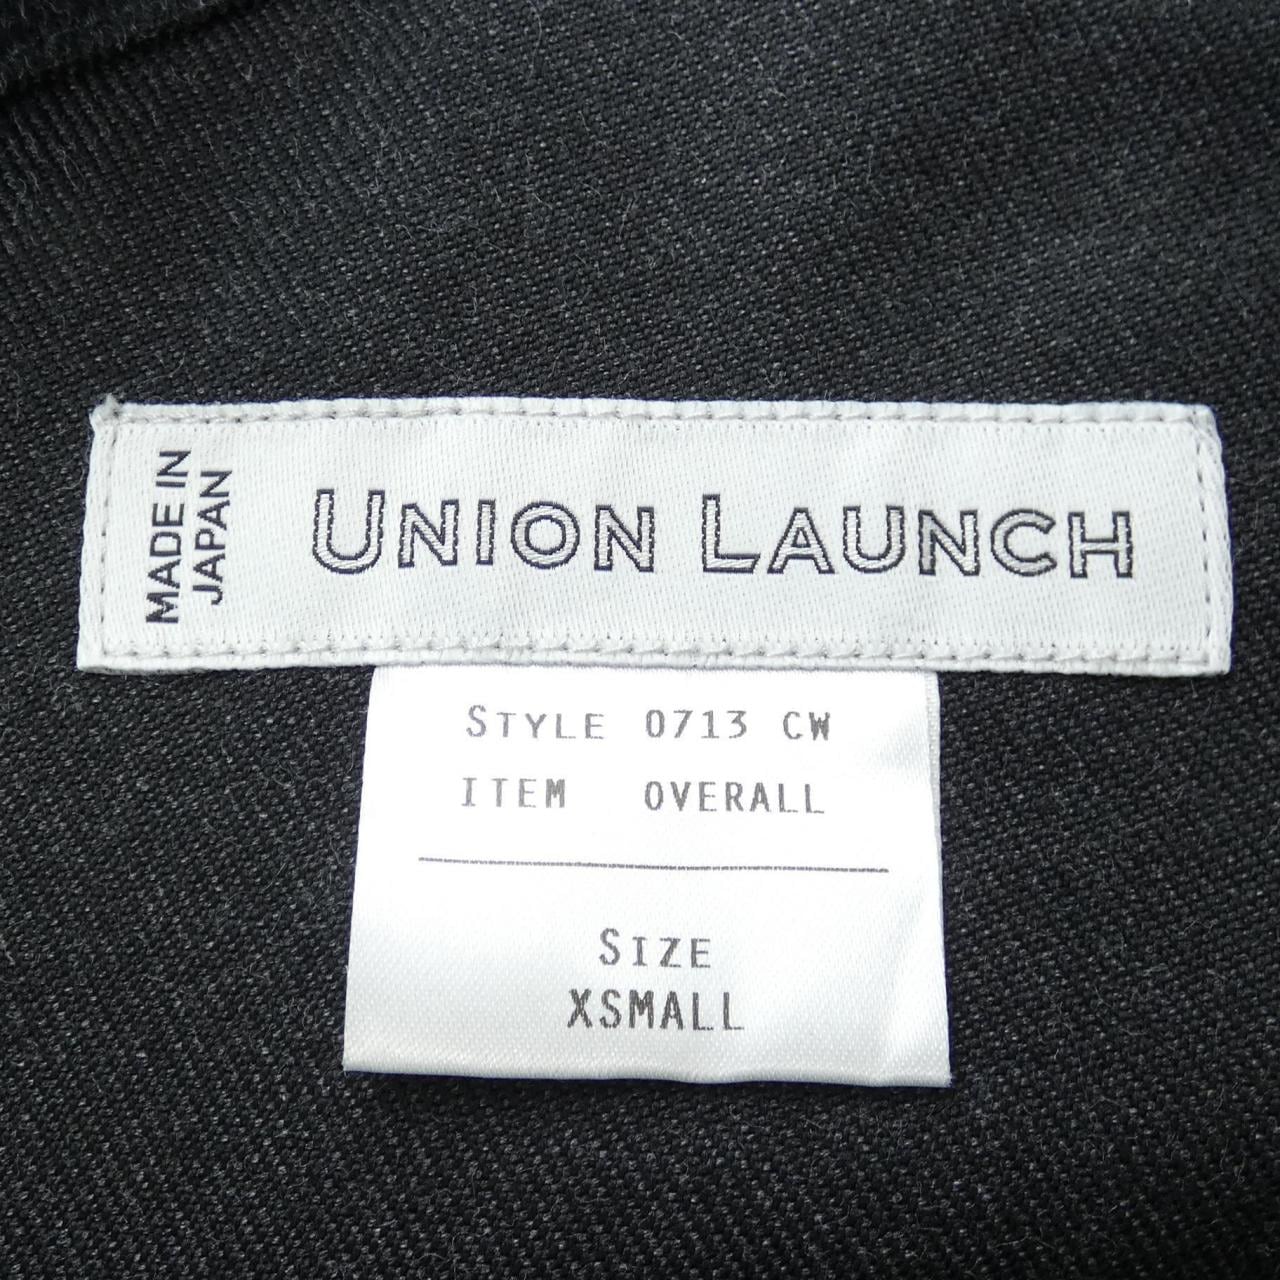 MADE IN
JAPAN
UNION LAUNCH
STYLE 0713 CW
ITEM OVERALL
SIZE
XSMALL